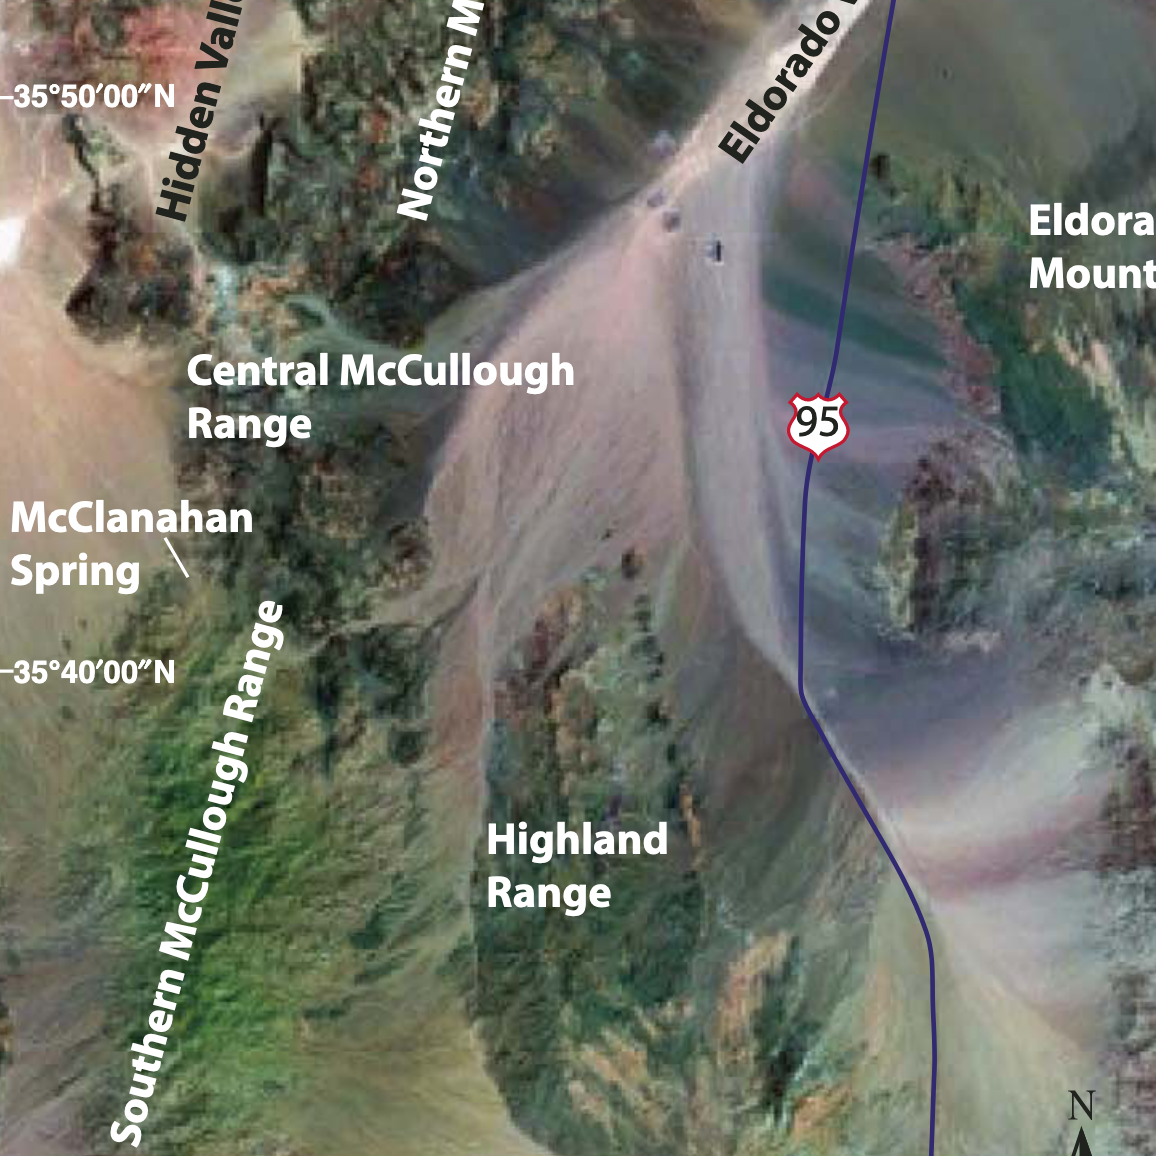 Hidden
Northern
Eldorado
35°50′00″N
Eldora
Mount
Central McCullough
Range
95
McClanahan
Spring
35°40′00″N
Southern McCullough Range
Highland
Range
N